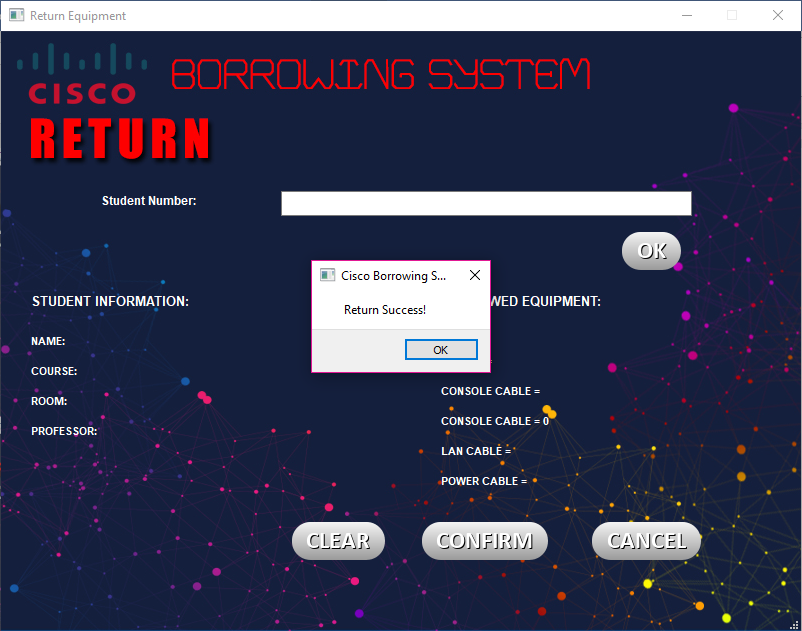 Return Equipment
CISCO
BORROWING SYSTEM
RETURN
Student Number:
OK
Cisco Borrowing S...
Return Success!
OK
STUDENT INFORMATION:
WED EQUIPMENT:
NAME:
COURSE:
CONSOLE CABLE =
ROOM:
CONSOLE CABLE = 0
PROFESSOR:
LAN CABLE =
POWER CABLE =
CLEAR
CONFIRM
CANCEL